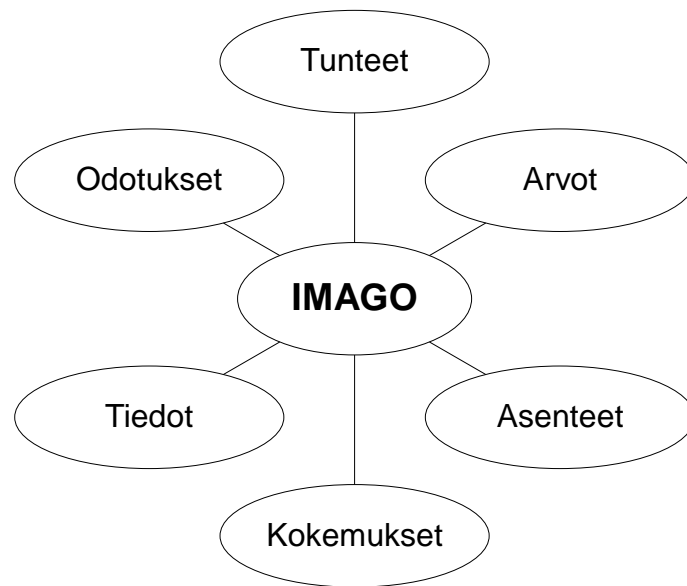 Tunteet
Odotukset
Arvot
IMAGO
Tiedot
Asenteet
Kokemukset